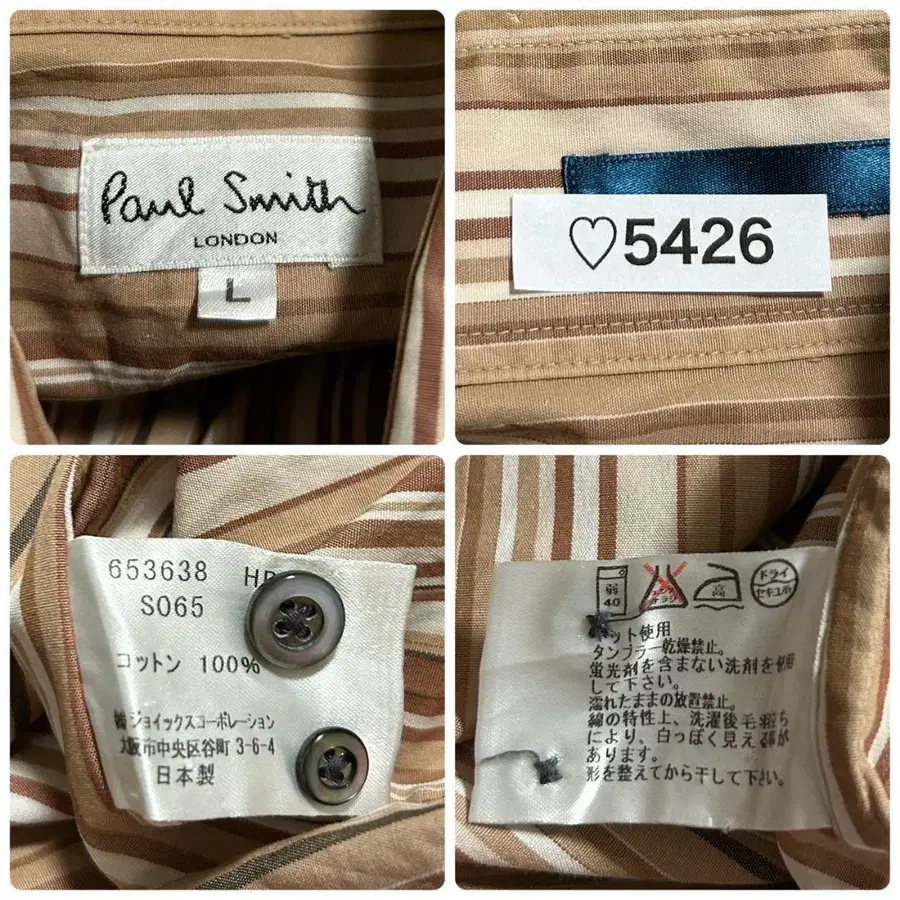 Paul Smith
LONDON
L
♡5426
653638 HP
S065
コットン 100%
㈱ジョイックスコーポレーション
大阪市中央区谷町 3-6-4
日本製
弱
40
高
ドライ
セキユ系
ネット使用
タンブラー乾燥禁止。
蛍光剤を含まない洗剤を使用
して下さい。
濡れたままの放置禁止。
綿の特性上、洗濯後毛羽立ち
により、白っぽく見える部が
あります。
形を整えてから干して下さい。